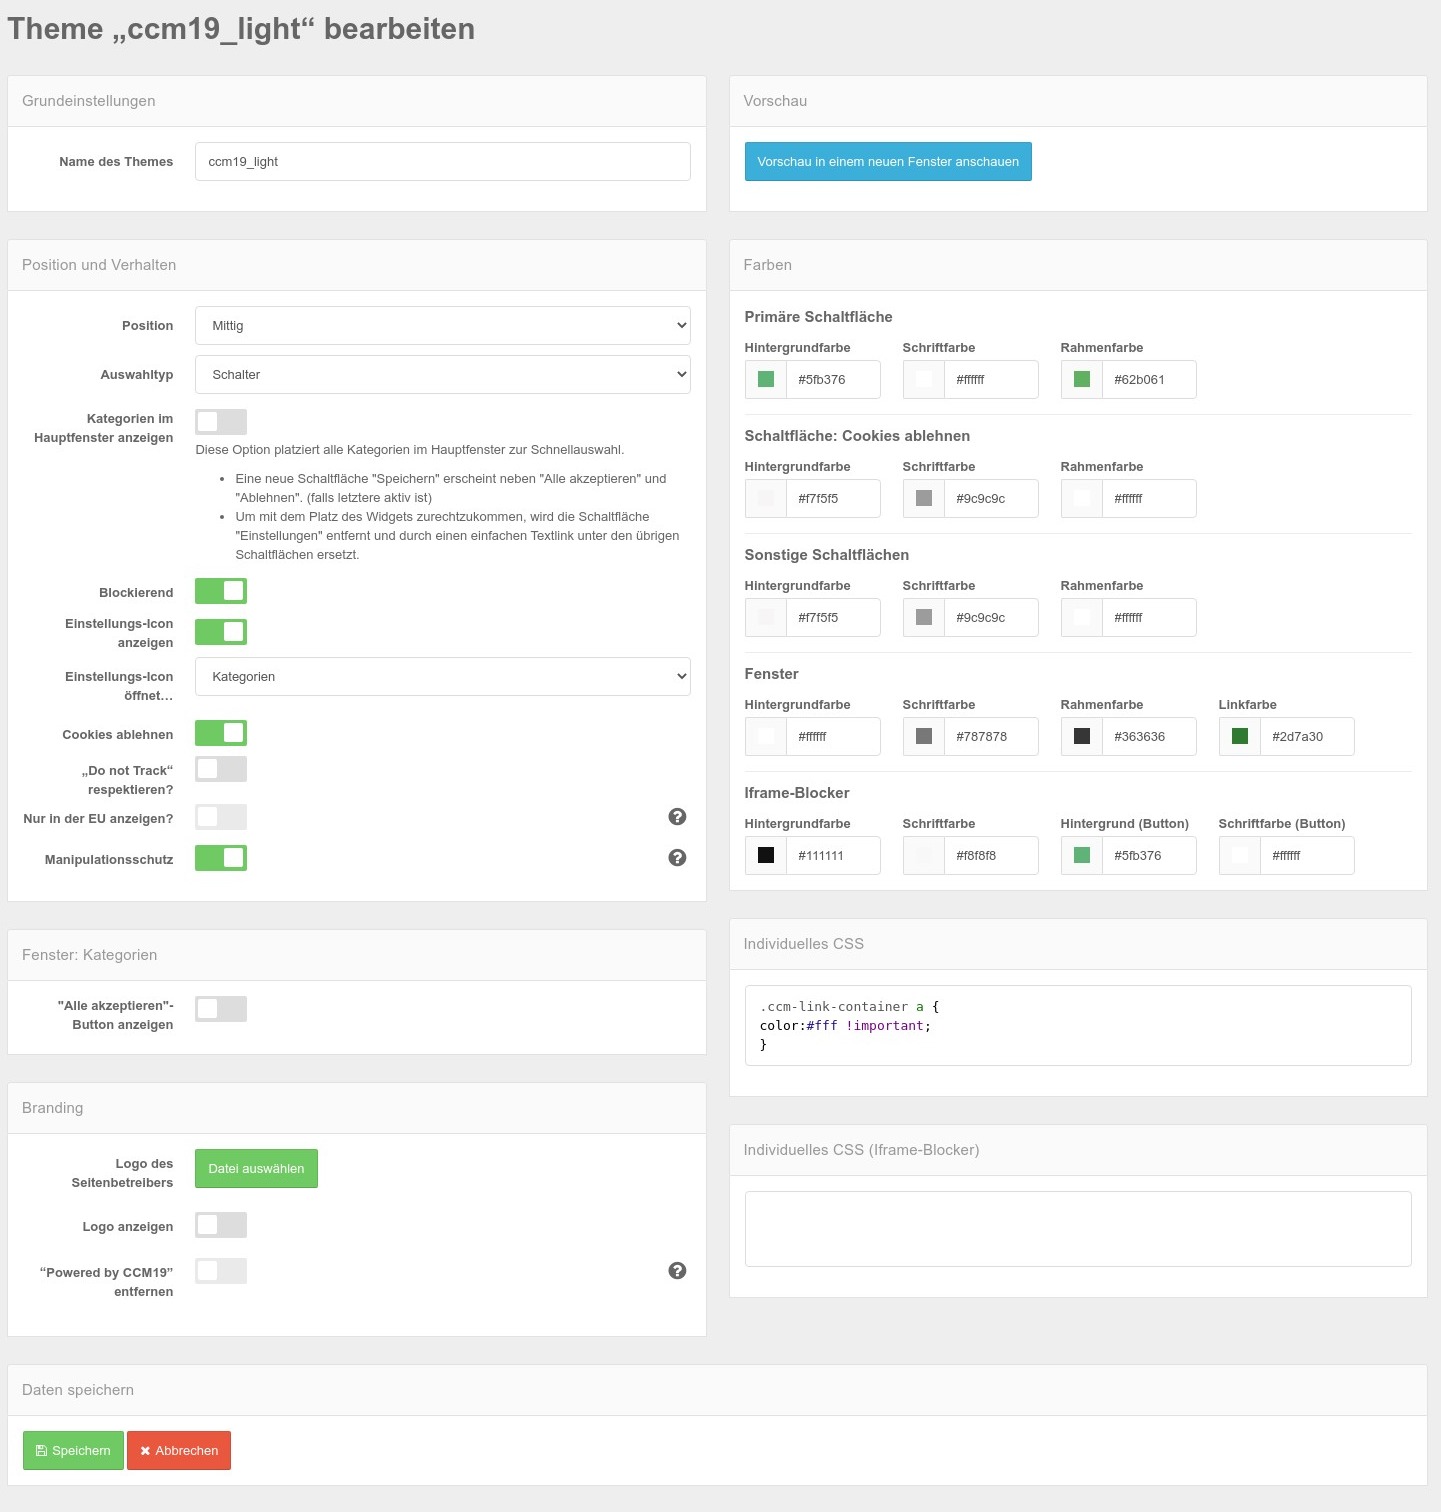 Theme „ccm19_light“ bearbeiten
Grundeinstellungen
Name des Themes
ccm19_light
Vorschau
Vorschau in einem neuen Fenster anschauen
Position und Verhalten
Position
Mittig
Auswahltyp
Schalter
Kategorien im
Hauptfenster anzeigen
Diese Option platziert alle Kategorien im Hauptfenster zur Schnellauswahl.
• Eine neue Schaltfläche "Speichern" erscheint neben "Alle akzeptieren" und
"Ablehnen". (falls letztere aktiv ist)
• Um mit dem Platz des Widgets zurechtzukommen, wird die Schaltfläche
"Einstellungen" entfernt und durch einen einfachen Textlink unter den übrigen
Schaltflächen ersetzt.
Blockierend
Einstellungs-Icon
anzeigen
Einstellungs-Icon
öffnet…
Kategorien
Cookies ablehnen
„Do not Track“
respektieren?
Nur in der EU anzeigen?
?
Manipulationsschutz
?
Farben
Primäre Schaltfläche
Hintergrundfarbe Schriftfarbe Rahmenfarbe
#5fb376 #ffffff #62b061
Schaltfläche: Cookies ablehnen
Hintergrundfarbe Schriftfarbe Rahmenfarbe
#f7f5f5 #9c9c9c #ffffff
Sonstige Schaltflächen
Hintergrundfarbe Schriftfarbe Rahmenfarbe
#f7f5f5 #9c9c9c #ffffff
Fenster
Hintergrundfarbe Schriftfarbe Rahmenfarbe Linkfarbe
#ffffff #787878 #363636 #2d7a30
Iframe-Blocker
Hintergrundfarbe Schriftfarbe Hintergrund (Button) Schriftfarbe (Button)
#111111 #f8f8f8 #5fb376 #ffffff
Fenster: Kategorien
"Alle akzeptieren"-
Button anzeigen
Individuelles CSS
.ccm-link-container a {
color:#fff !important;
}
Branding
Logo des
Seitenbetreibers
Datei auswählen
Logo anzeigen
“Powered by CCM19”
entfernen
?
Individuelles CSS (Iframe-Blocker)
Daten speichern
Speichern
Abbrechen